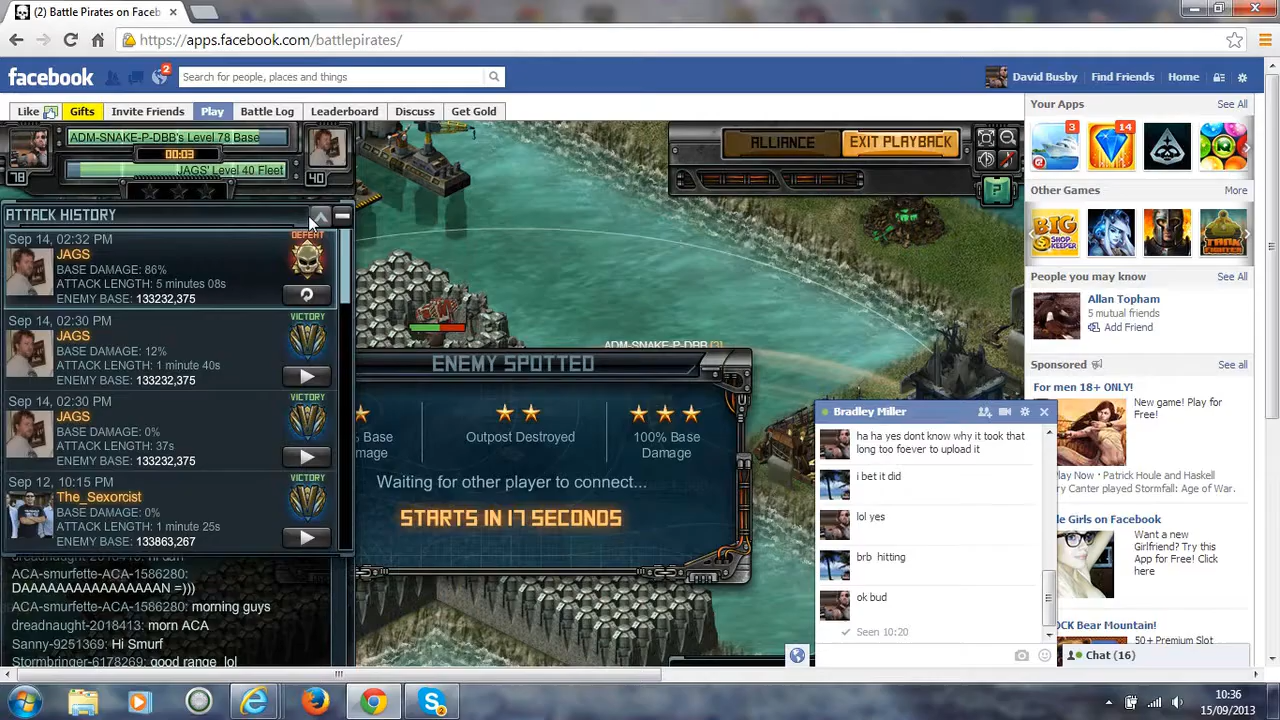 (2) Battle Pirates on Faceb
https://apps.facebook.com/battlepirates/
facebook
2
Search for people, places and things
David Busby
Find Friends
Home
Like
Gifts
Invite Friends
Play
Battle Log
Leaderboard
Discuss
Get Gold
ADM-SNAKE-P-DBB's Level 78 Base
00:03
JAGS' Level 40 Fleet
78
40
ALLIANCE
EXIT PLAYBACK
ATTACK HISTORY
Sep 14, 02:32 PM
JAGS
BASE DAMAGE: 86%
ATTACK LENGTH: 5 minutes 08s
ENEMY BASE: 133232,375
DEFEAT
Sep 14, 02:30 PM
JAGS
BASE DAMAGE: 12%
ATTACK LENGTH: 1 minute 40s
ENEMY BASE: 133232,375
VICTORY
Sep 14, 02:30 PM
JAGS
BASE DAMAGE: 0%
ATTACK LENGTH: 37s
ENEMY BASE: 133232,375
VICTORY
Sep 12, 10:15 PM
The_Sexorcist
BASE DAMAGE: 0%
ATTACK LENGTH: 1 minute 25s
ENEMY BASE: 133863,267
VICTORY
ACA-smurfette-ACA-1586280:
DAAAAAAAAAAAAAAAN =)))
ACA-smurfette-ACA-1586280: morning guys
dreadnaught-2018413: morn ACA
Sanny-9251369: Hi Smurf
Stormbringer-6178269: good range lol
ADM-SNAKE-P-DBB
ENEMY SPOTTED
% Base
mage
Outpost Destroyed
100% Base
Damage
Waiting for other player to connect...
STARTS IN 17 SECONDS
Bradley Miller
ha ha yes dont know why it took that
long too foever to upload it
i bet it did
lol yes
brb hitting
ok bud
Seen 10:20
Your Apps
See All
3
14
Other Games
More
BIG
SHOP
KEEPER
TANK
FIGHTER
People you may know
See All
Allan Topham
5 mutual friends
Add Friend
Sponsored
See all
For men 18+ ONLY!
New game! Play for
Free!
lay Now · Patrick Houle and Haskell
ry Canter played Stormfall: Age of War.
le Girls on Facebook
Want a new
Girlfriend? Try this
App for Free! Click
here
OCK Bear Mountain!
50+ Premium Slot
Chat (16)
10:36
15/09/2013